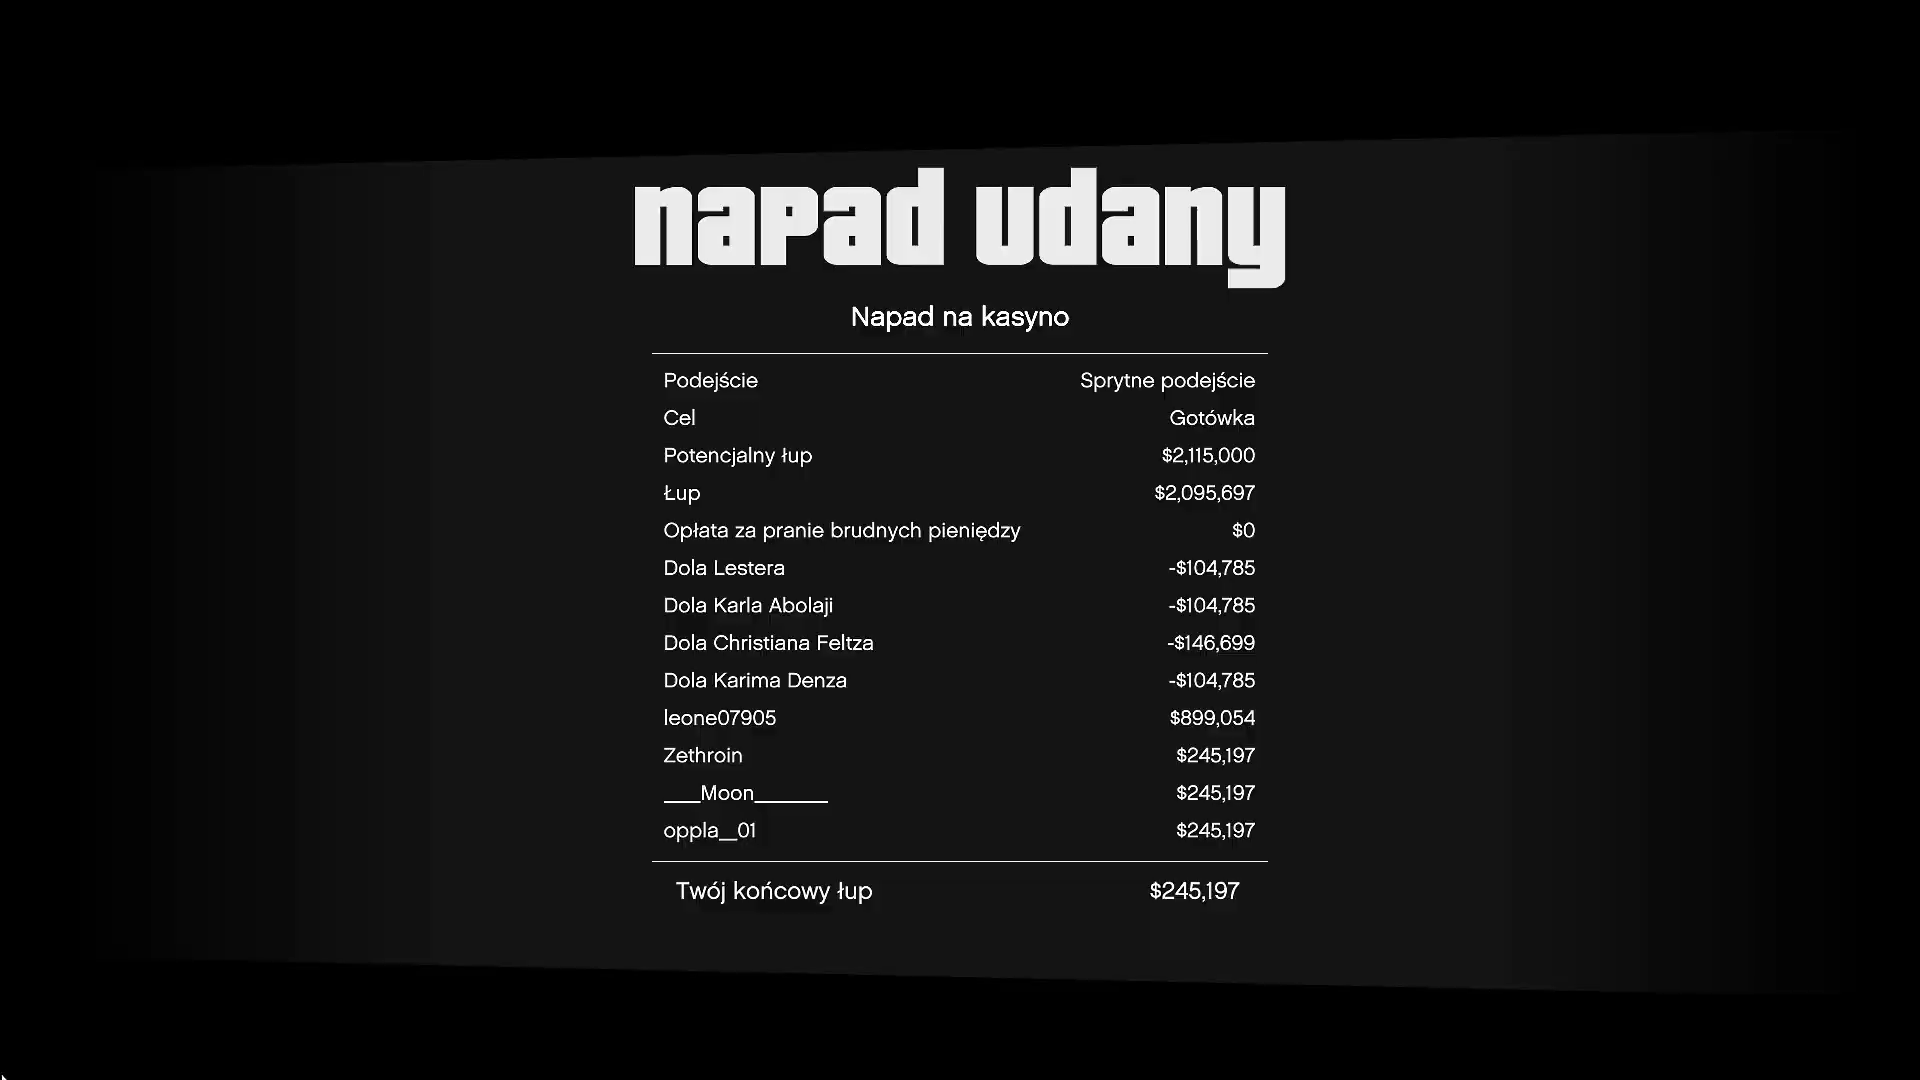 napad udany
Napad na kasyno
Podejście Sprytne podejście
Cel Gotówka
Potencjalny łup $2,115,000
Łup $2,095,697
Opłata za pranie brudnych pieniędzy $0
Dola Lestera -$104,785
Dola Karla Abolaji -$104,785
Dola Christiana Feltza -$146,699
Dola Karima Denza -$104,785
leone07905 $899,054
Zethroin $245,197
___Moon______ $245,197
oppla__01 $245,197
Twój końcowy łup $245,197